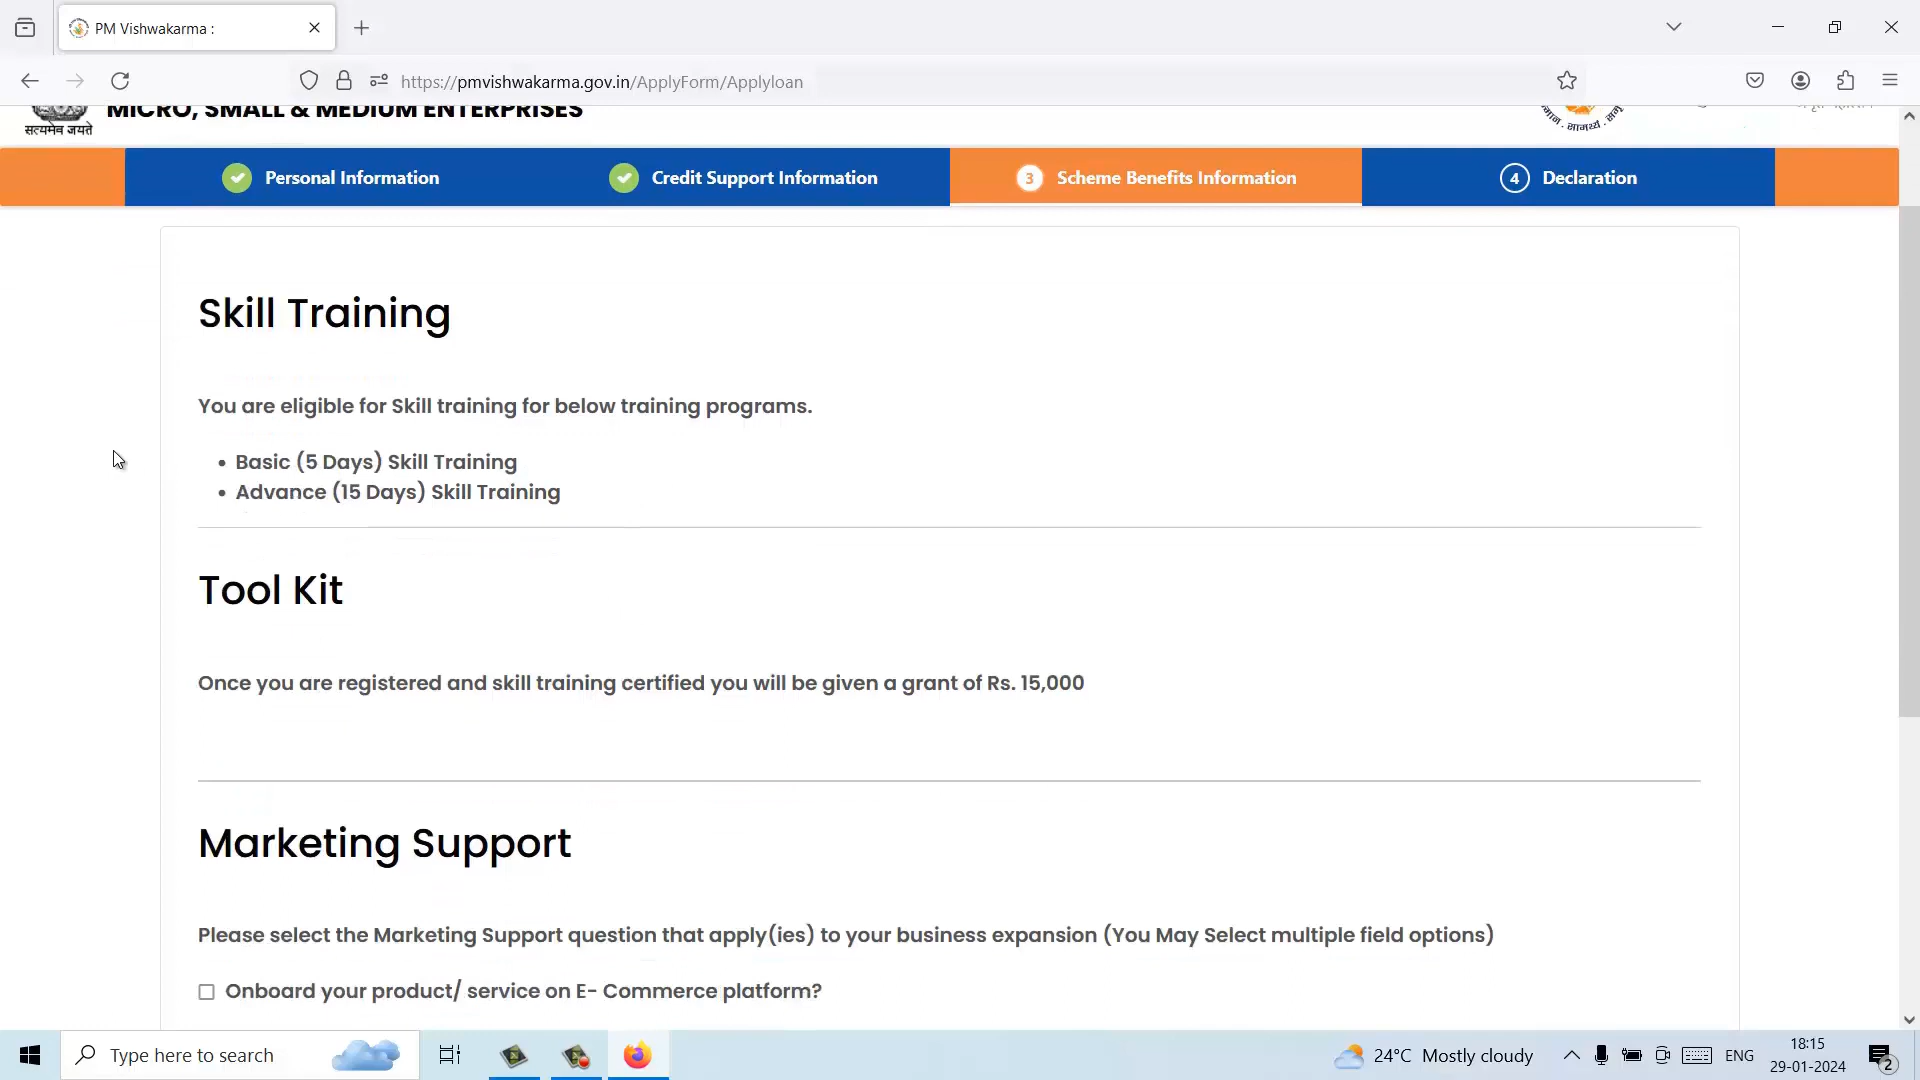 PM Vishwakarma :
https://pmvishwakarma.gov.in/ApplyForm/Applyloan
सत्यमेव जयते
MICRO, SMALL & MEDIUM ENTERPRISES
Personal Information
Credit Support Information
3 Scheme Benefits Information
4 Declaration
Skill Training
You are eligible for Skill training for below training programs.
• Basic (5 Days) Skill Training
• Advance (15 Days) Skill Training
Tool Kit
Once you are registered and skill training certified you will be given a grant of Rs. 15,000
Marketing Support
Please select the Marketing Support question that apply(ies) to your business expansion (You May Select multiple field options)
Onboard your product/ service on E- Commerce platform?
Type here to search
24°C Mostly cloudy
ENG
18:15
29-01-2024
2